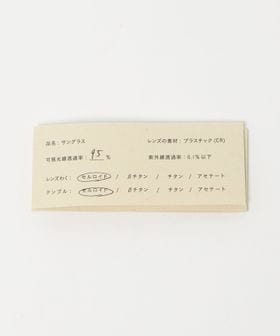 品名：サングラス　レンズの素材：プラスチック(CR)
可視光線透過率：95%　紫外線透過率：0.1%以下
レンズわく：セルロイド / βチタン / チタン / アセテート
テンプル：セルロイド / βチタン / チタン / アセテート